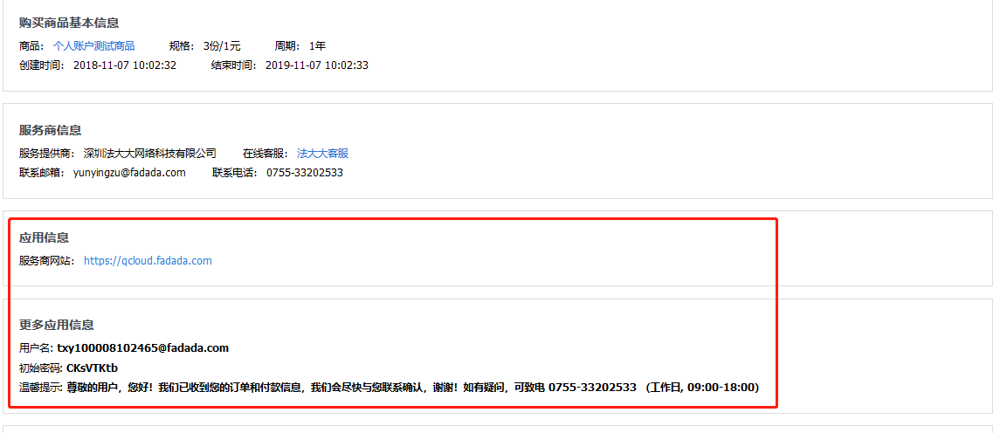 购买商品基本信息
商品： 个人账户测试商品 规格： 3份/1元 周期： 1年
创建时间： 2018-11-07 10:02:32 结束时间： 2019-11-07 10:02:33
服务商信息
服务提供商： 深圳法大大网络科技有限公司 在线客服： 法大大客服
联系邮箱： yunyingzu@fadada.com 联系电话： 0755-33202533
应用信息
服务商网站： https://qcloud.fadada.com
更多应用信息
用户名: txy100008102465@fadada.com
初始密码: CKsVTKtb
温馨提示: 尊敬的用户，您好！我们已收到您的订单和付款信息，我们会尽快与您联系确认，谢谢！如有疑问，可致电 0755-33202533 （工作日, 09:00-18:00）